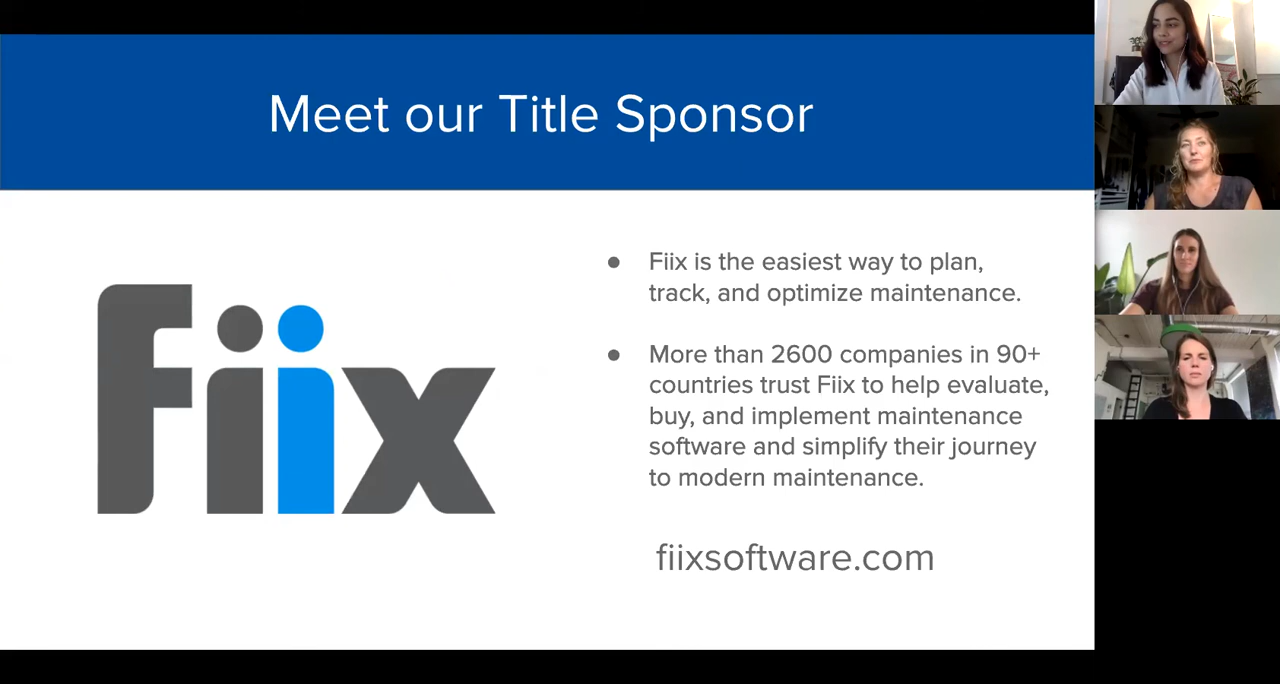 Meet our Title Sponsor
fiix
● Fiix is the easiest way to plan,
track, and optimize maintenance.
● More than 2600 companies in 90+
countries trust Fiix to help evaluate,
buy, and implement maintenance
software and simplify their journey
to modern maintenance.
fiixsoftware.com